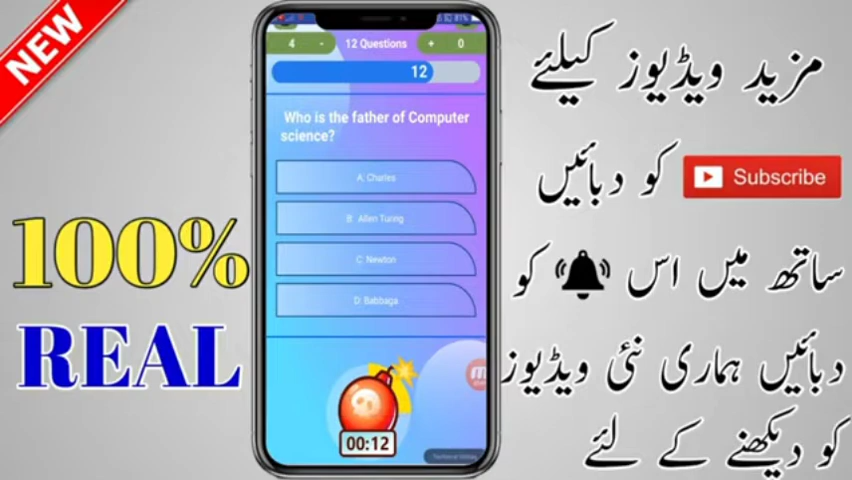 NEW
100%
REAL
81%
4 - 12 Questions + 0
12
Who is the father of Computer
science?
A: Charles
B: Allen Turing
C: Newton
D: Babbaga
00:12
مزید ویڈیوز کیلئے
Subscribe کو دبائیں
ساتھ میں اس کو
دبائیں ہماری نئی ویڈیوز
کو دیکھنے کے لئے